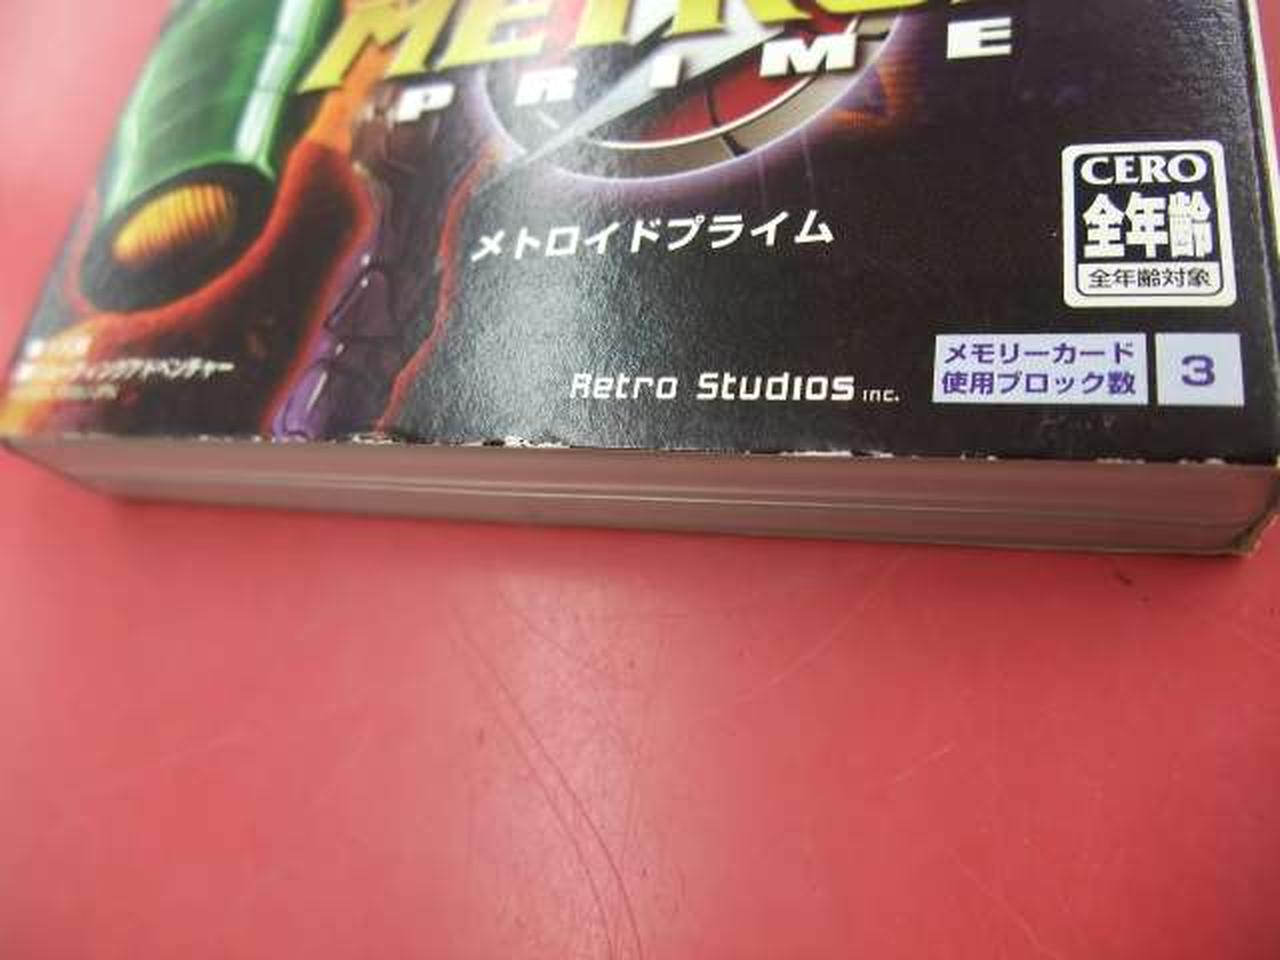 PRIME
メトロイドプライム
CERO
全年齢
全年齢対象
メモリーカード
使用ブロック数
3
Retro Studios inc.